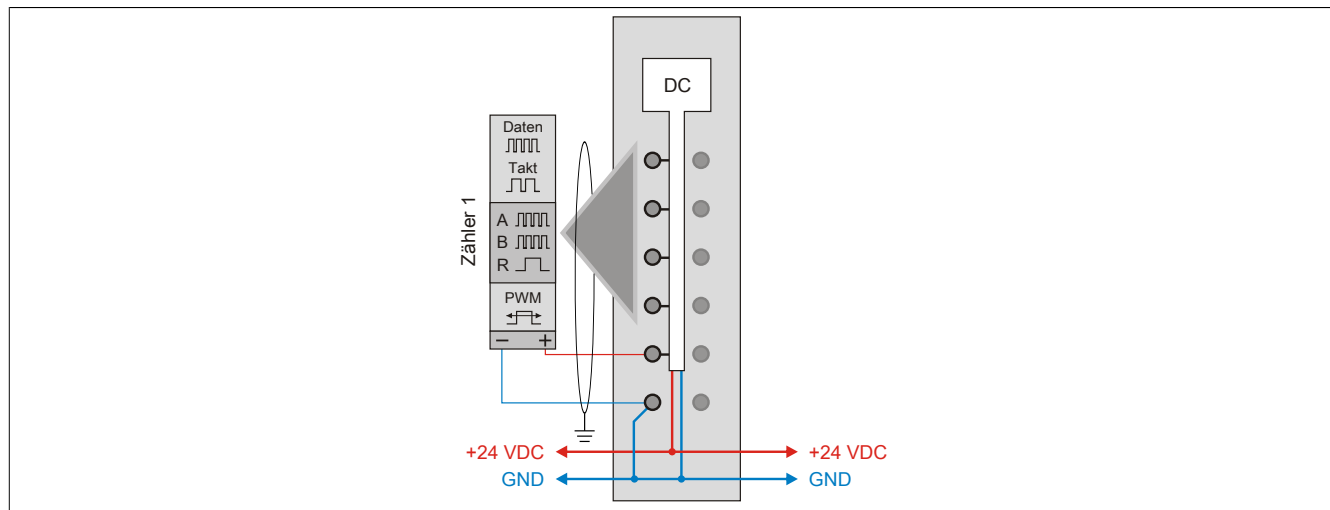 DC
Daten
Takt
Zähler 1
A
B
R
PWM
− +
+24 VDC +24 VDC
GND GND